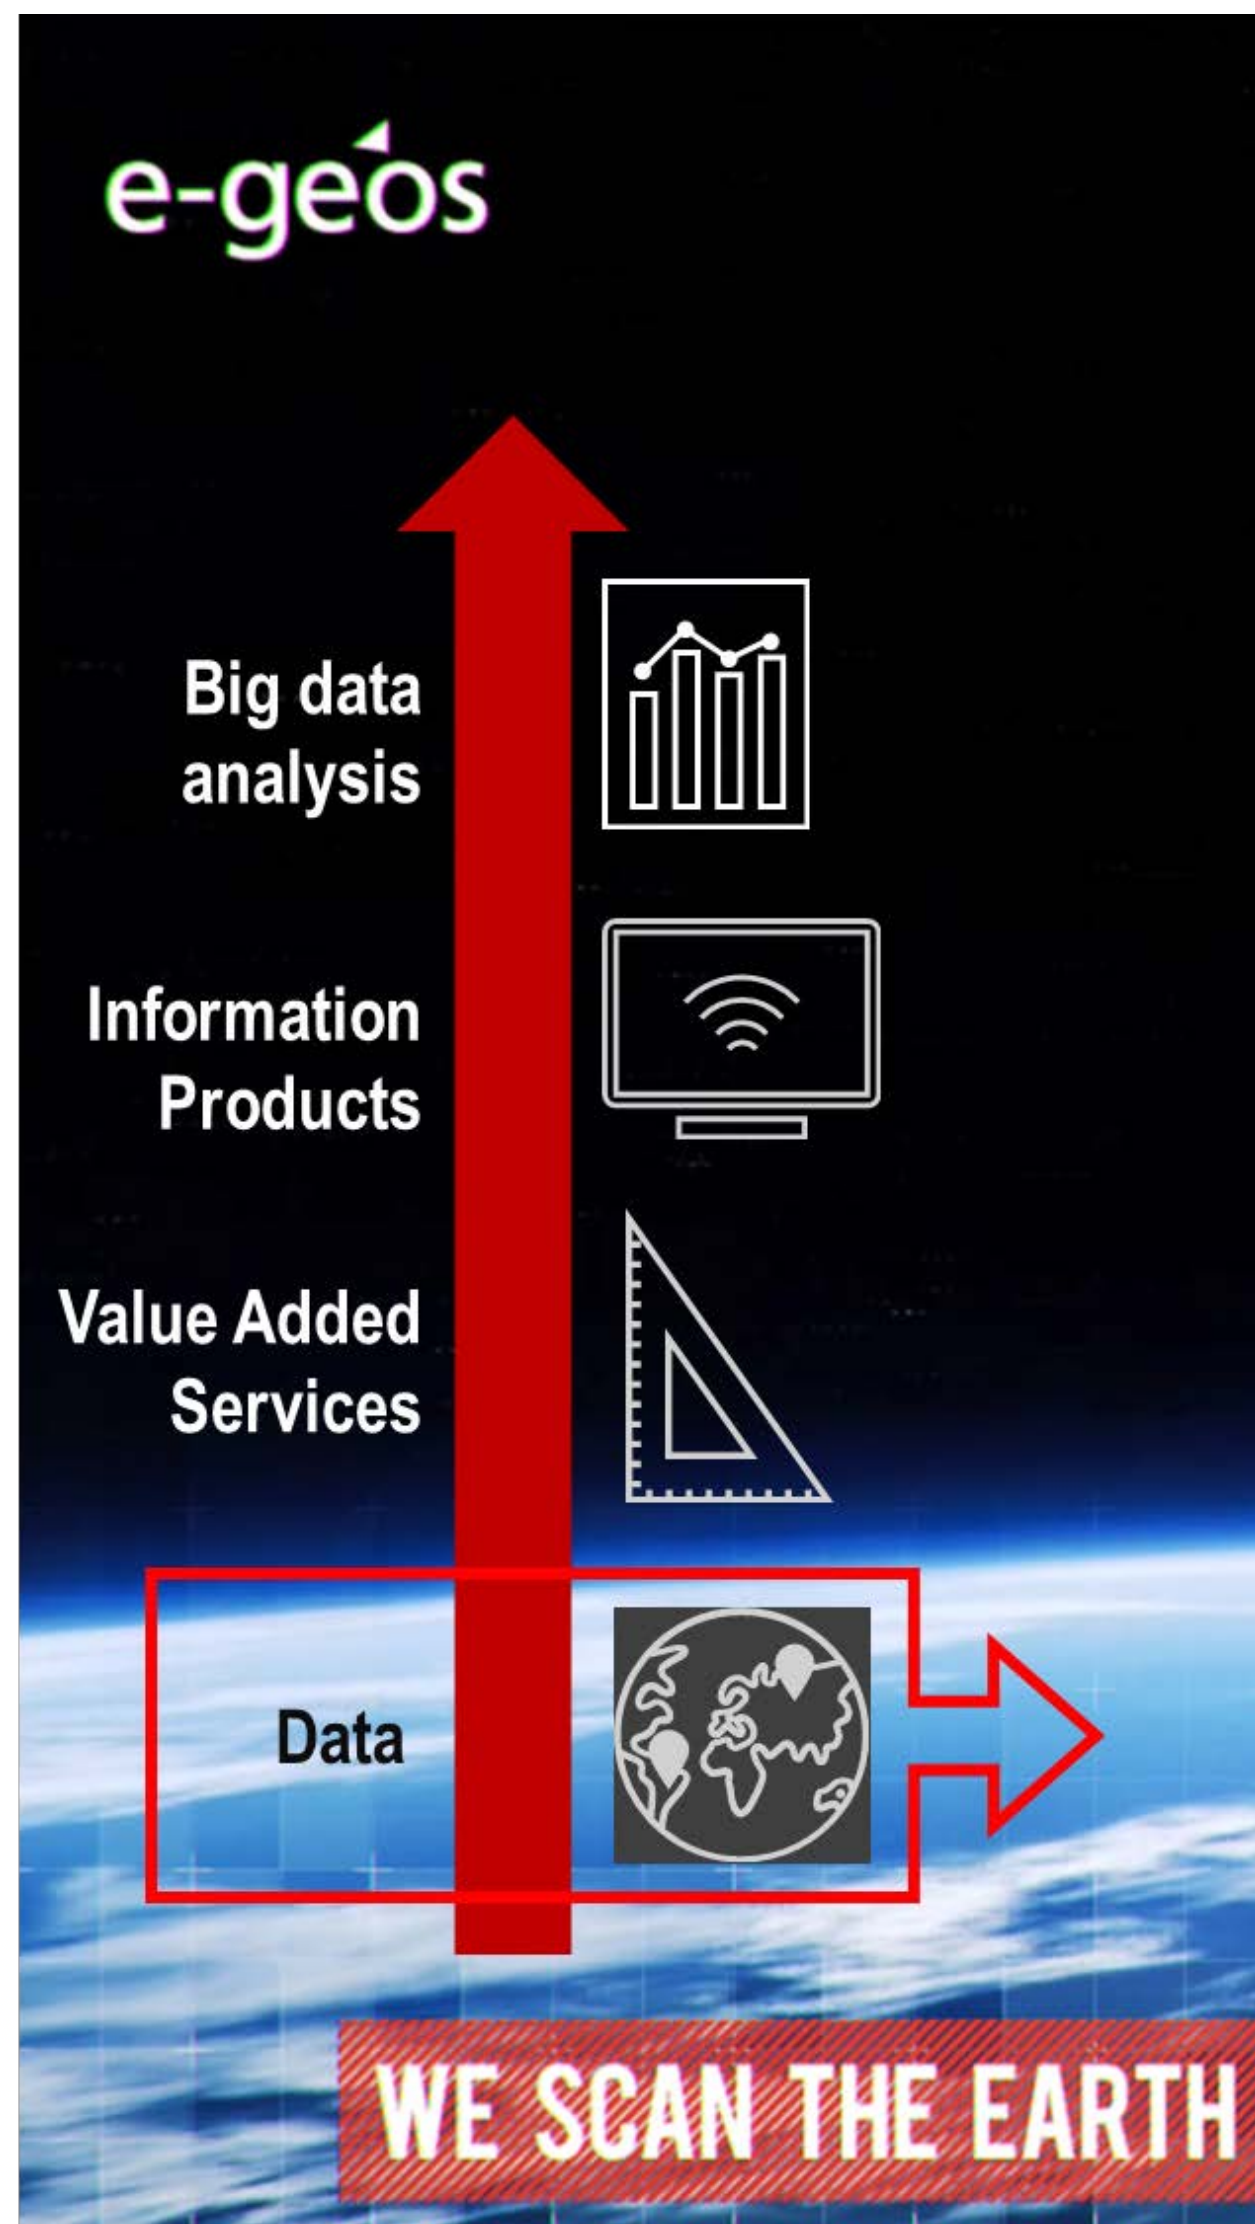 e-geos
Big data
analysis
Information
Products
Value Added
Services
Data
WE SCAN THE EARTH